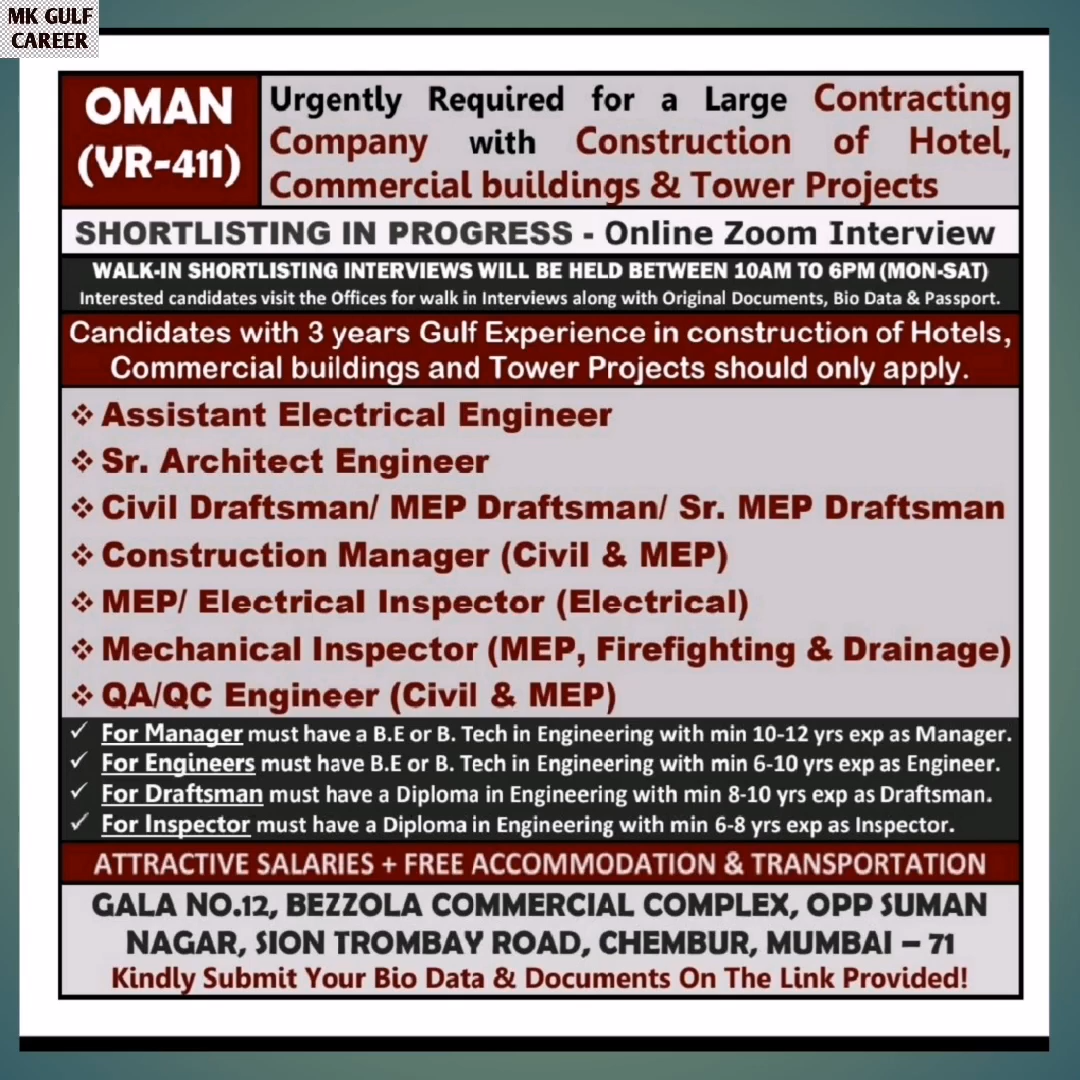 MK GULF
CAREER
OMAN
(VR-411)
Urgently Required for a Large Contracting
Company with Construction of Hotel,
Commercial buildings & Tower Projects
SHORTLISTING IN PROGRESS - Online Zoom Interview
WALK-IN SHORTLISTING INTERVIEWS WILL BE HELD BETWEEN 10AM TO 6PM (MON-SAT)
Interested candidates visit the Offices for walk in Interviews along with Original Documents, Bio Data & Passport.
Candidates with 3 years Gulf Experience in construction of Hotels,
Commercial buildings and Tower Projects should only apply.
❖ Assistant Electrical Engineer
❖ Sr. Architect Engineer
❖ Civil Draftsman/ MEP Draftsman/ Sr. MEP Draftsman
❖ Construction Manager (Civil & MEP)
❖ MEP/ Electrical Inspector (Electrical)
❖ Mechanical Inspector (MEP, Firefighting & Drainage)
❖ QA/QC Engineer (Civil & MEP)
✓ For Manager must have a B.E or B. Tech in Engineering with min 10-12 yrs exp as Manager.
✓ For Engineers must have B.E or B. Tech in Engineering with min 6-10 yrs exp as Engineer.
✓ For Draftsman must have a Diploma in Engineering with min 8-10 yrs exp as Draftsman.
✓ For Inspector must have a Diploma in Engineering with min 6-8 yrs exp as Inspector.
ATTRACTIVE SALARIES + FREE ACCOMMODATION & TRANSPORTATION
GALA NO.12, BEZZOLA COMMERCIAL COMPLEX, OPP SUMAN
NAGAR, SION TROMBAY ROAD, CHEMBUR, MUMBAI – 71
Kindly Submit Your Bio Data & Documents On The Link Provided!